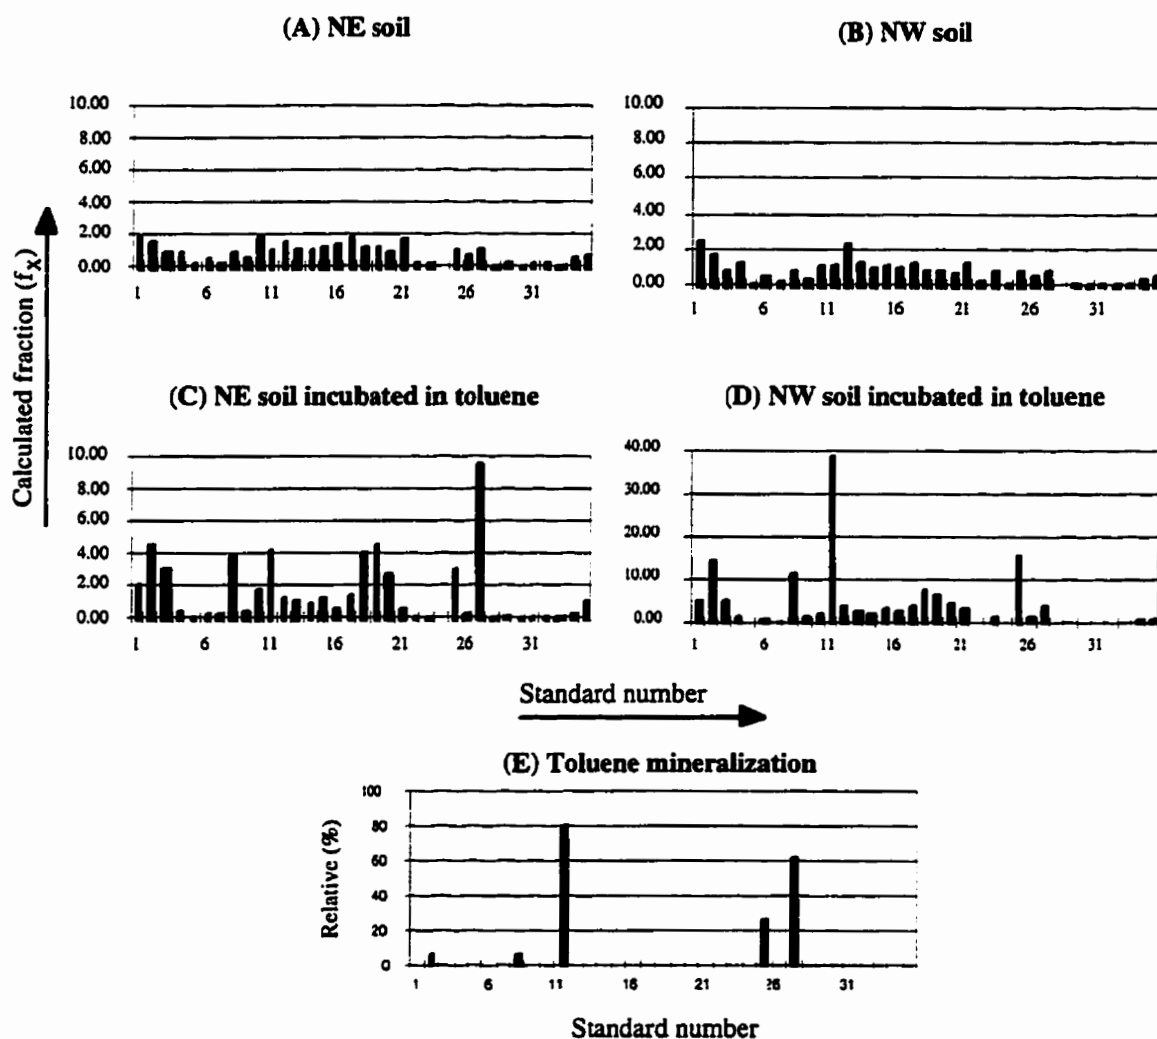 (A) NE soil
(B) NW soil
10.00
8.00
6.00
4.00
2.00
0.00
1 6 11 16 21 26 31
10.00
8.00
6.00
4.00
2.00
0.00
1 6 11 16 21 26 31
Calculated fraction (fx)
(C) NE soil incubated in toluene
(D) NW soil incubated in toluene
10.00
8.00
6.00
4.00
2.00
0.00
1 6 11 16 21 26 31
40.00
30.00
20.00
10.00
0.00
1 6 11 16 21 26 31
Standard number
(E) Toluene mineralization
Relative (%)
100
80
60
40
20
0
1 6 11 16 21 26 31
Standard number